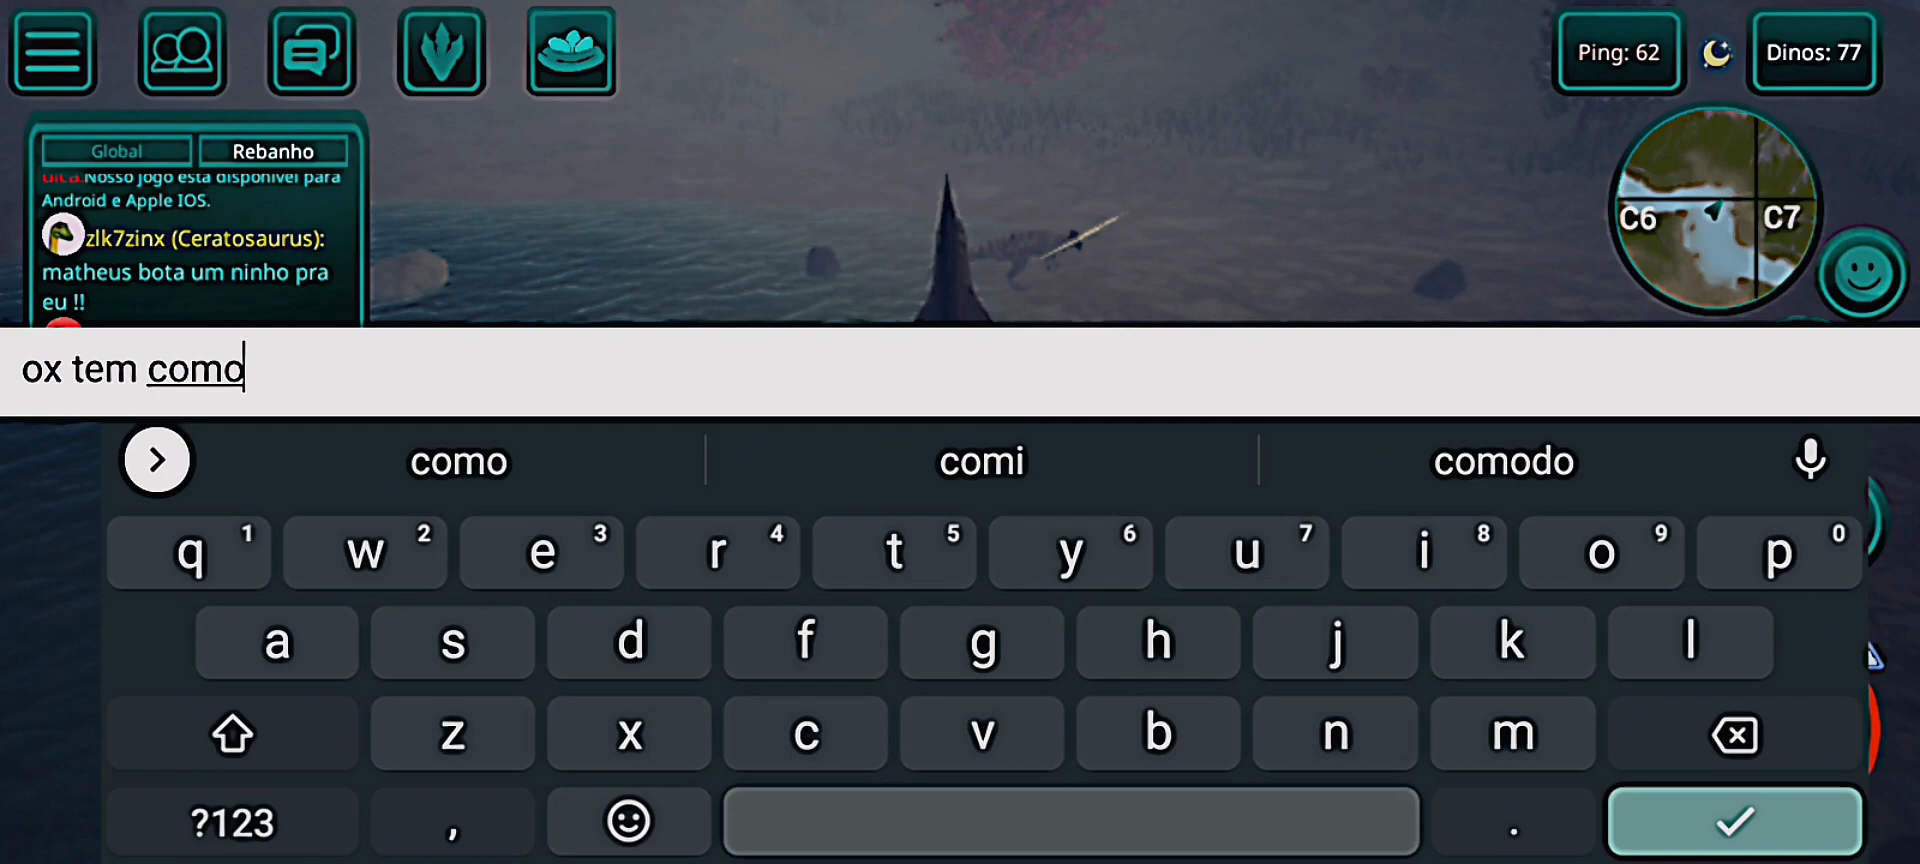 Ping: 62
Dinos: 77
Global
Rebanho
dica:Nosso jogo está disponível para
Android e Apple IOS.
zlk7zinx (Ceratosaurus):
matheus bota um ninho pra
eu !!
C6
C7
ox tem como
como
comi
comodo
q 1 w 2 e 3 r 4 t 5 y 6 u 7 i 8 o 9 p 0
a s d f g h j k l
z x c v b n m
?123 , .